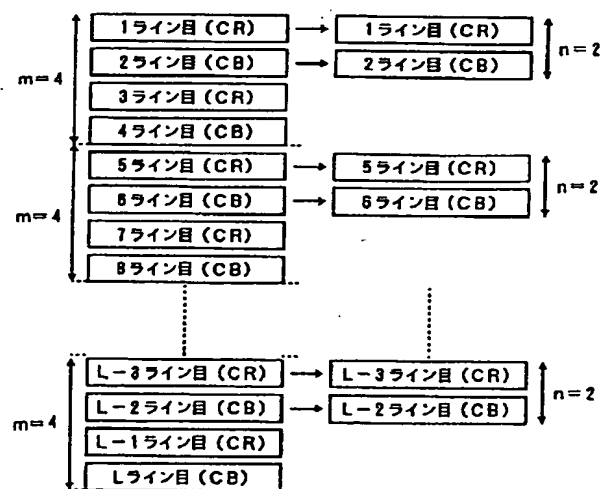 1ライン目(CR) 1ライン目(CR)
2ライン目(CB) 2ライン目(CB) n=2
m=4
3ライン目(CR)
4ライン目(CB)
5ライン目(CR) 5ライン目(CR)
6ライン目(CB) 6ライン目(CB) n=2
m=4
7ライン目(CR)
8ライン目(CB)
L-3ライン目(CR) L-3ライン目(CR)
L-2ライン目(CB) L-2ライン目(CB) n=2
m=4
L-1ライン目(CR)
Lライン目(CB)